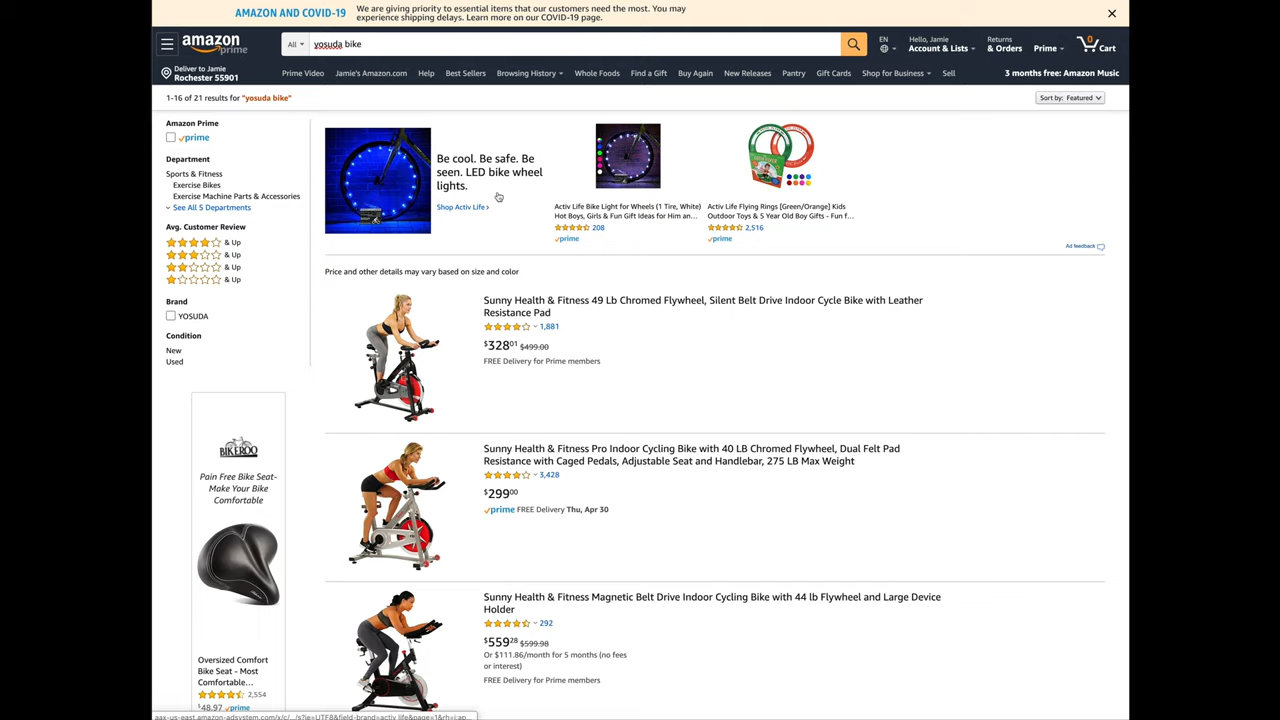 AMAZON AND COVID-19
We are giving priority to essential items that our customers need the most. You may
experience shipping delays. Learn more on our COVID-19 page.
amazon
prime
All
yosuda bike
EN
Hello, Jamie
Account & Lists
Returns
& Orders
Prime
0
Cart
Deliver to Jamie
Rochester 55901
Prime Video
Jamie's Amazon.com
Help
Best Sellers
Browsing History
Whole Foods
Find a Gift
Buy Again
New Releases
Pantry
Gift Cards
Shop for Business
Sell
3 months free: Amazon Music
1-16 of 21 results for "yosuda bike"
Sort by: Featured
Amazon Prime
prime
Department
Sports & Fitness
Exercise Bikes
Exercise Machine Parts & Accessories
See All 5 Departments
Avg. Customer Review
& Up
& Up
& Up
& Up
Brand
YOSUDA
Condition
New
Used
BIKEROO
Pain Free Bike Seat-
Make Your Bike
Comfortable
Oversized Comfort
Bike Seat - Most
Comfortable...
2,554
$48.97 prime
Be cool. Be safe. Be
seen. LED bike wheel
lights.
Shop Activ Life ›
Activ Life Bike Light for Wheels (1 Tire, White)
Hot Boys, Girls & Fun Gift Ideas for Him an...
208
prime
Activ Life Flying Rings [Green/Orange] Kids
Outdoor Toys & 5 Year Old Boy Gifts - Fun f...
2,516
prime
Ad feedback
Price and other details may vary based on size and color
Sunny Health & Fitness 49 Lb Chromed Flywheel, Silent Belt Drive Indoor Cycle Bike with Leather
Resistance Pad
1,881
$328 01 $499.00
FREE Delivery for Prime members
Sunny Health & Fitness Pro Indoor Cycling Bike with 40 LB Chromed Flywheel, Dual Felt Pad
Resistance with Caged Pedals, Adjustable Seat and Handlebar, 275 LB Max Weight
3,428
$299 00
prime FREE Delivery Thu, Apr 30
Sunny Health & Fitness Magnetic Belt Drive Indoor Cycling Bike with 44 lb Flywheel and Large Device
Holder
292
$559 28 $599.98
Or $111.86/month for 5 months (no fees
or interest)
FREE Delivery for Prime members